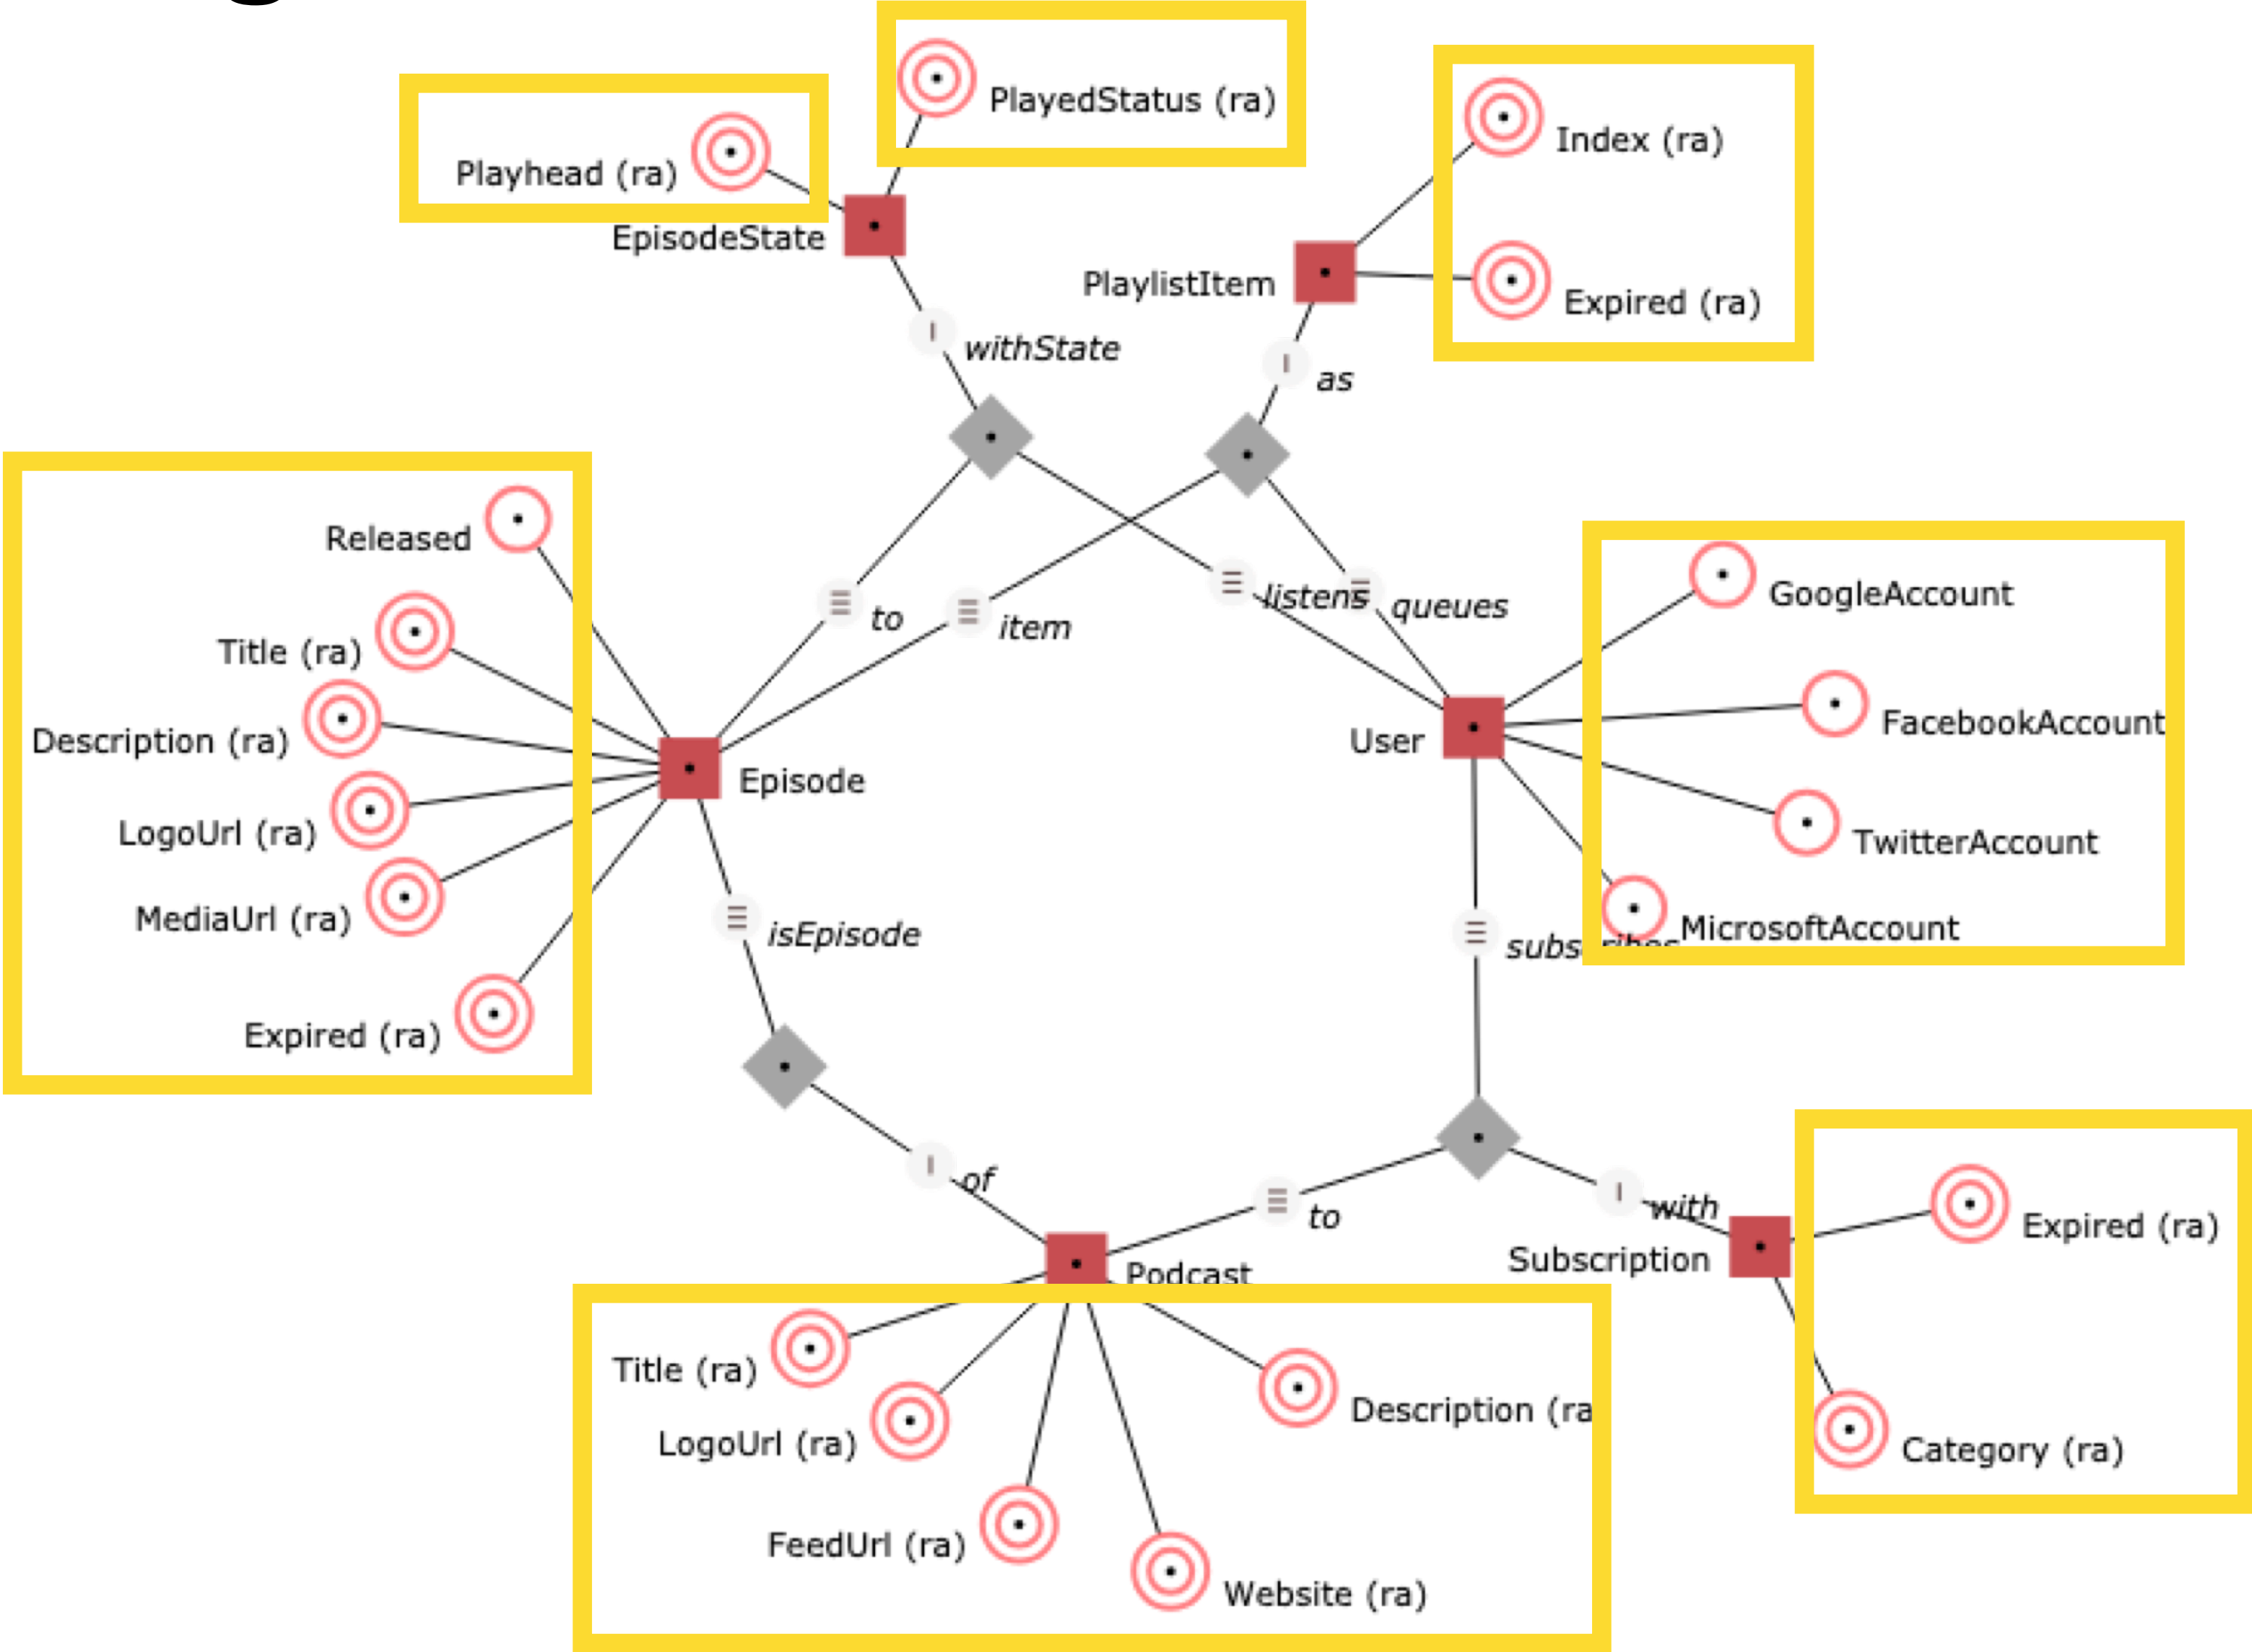 PlayedStatus (ra)
Index (ra)
Playhead (ra)
EpisodeState
PlaylistItem
Expired (ra)
withState
as
Released
GoogleAccount
listens
queues
to
item
Title (ra)
FacebookAccount
Description (ra)
User
Episode
LogoUrl (ra)
TwitterAccount
MediaUrl (ra)
isEpisode
MicrosoftAccount
subscribes
Expired (ra)
of
with
to
Expired (ra)
Subscription
Podcast
Title (ra)
Description (ra
LogoUrl (ra)
Category (ra)
FeedUrl (ra)
Website (ra)